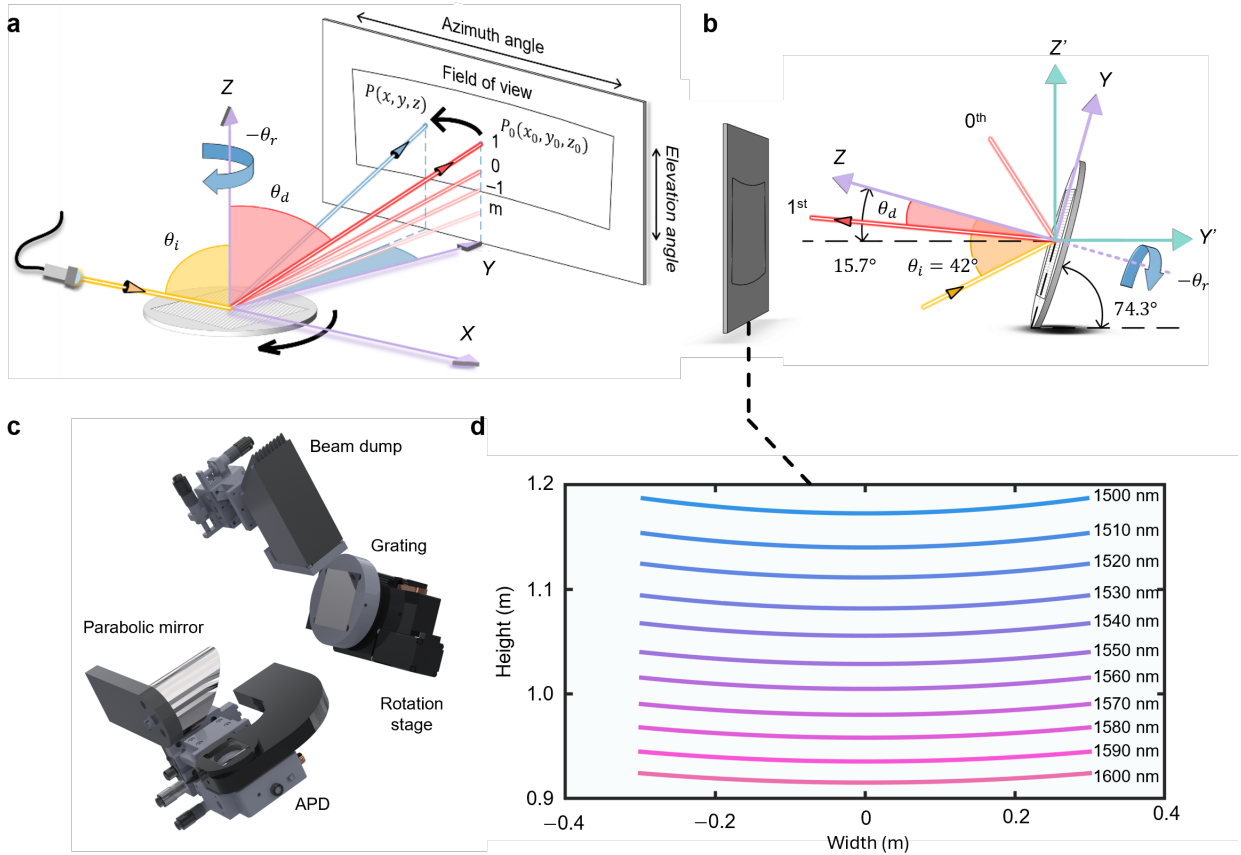 a
Azimuth angle
Field of view
Z
−θr
P(x, y, z)
P0(x0, y0, z0)
1
0
−1
m
Elevation angle
θd
θi
Y
X
b
Z'
Y
0th
Z
1st
θd
Y'
15.7°
θi = 42°
−θr
74.3°
c
Beam dump
Grating
Parabolic mirror
Rotation
stage
APD
d
1.2
1.1
1.0
0.9
Height (m)
1500 nm
1510 nm
1520 nm
1530 nm
1540 nm
1550 nm
1560 nm
1570 nm
1580 nm
1590 nm
1600 nm
−0.4
−0.2
0
0.2
0.4
Width (m)